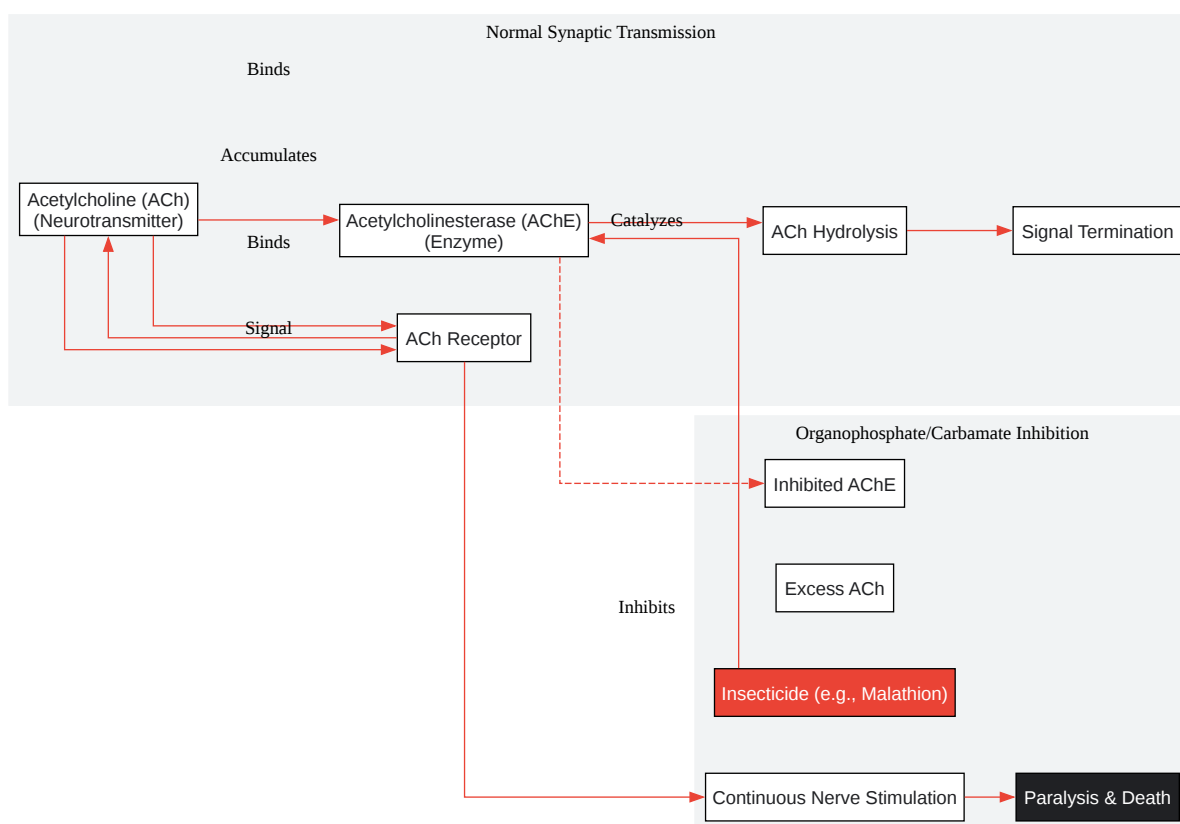 Normal Synaptic Transmission
Binds
Accumulates
Acetylcholine (ACh)
(Neurotransmitter)
Binds
Acetylcholinesterase (AChE)
(Enzyme)
Catalyzes
ACh Hydrolysis
Signal Termination
Signal
ACh Receptor
Organophosphate/Carbamate Inhibition
Inhibited AChE
Excess ACh
Inhibits
Insecticide (e.g., Malathion)
Continuous Nerve Stimulation
Paralysis & Death